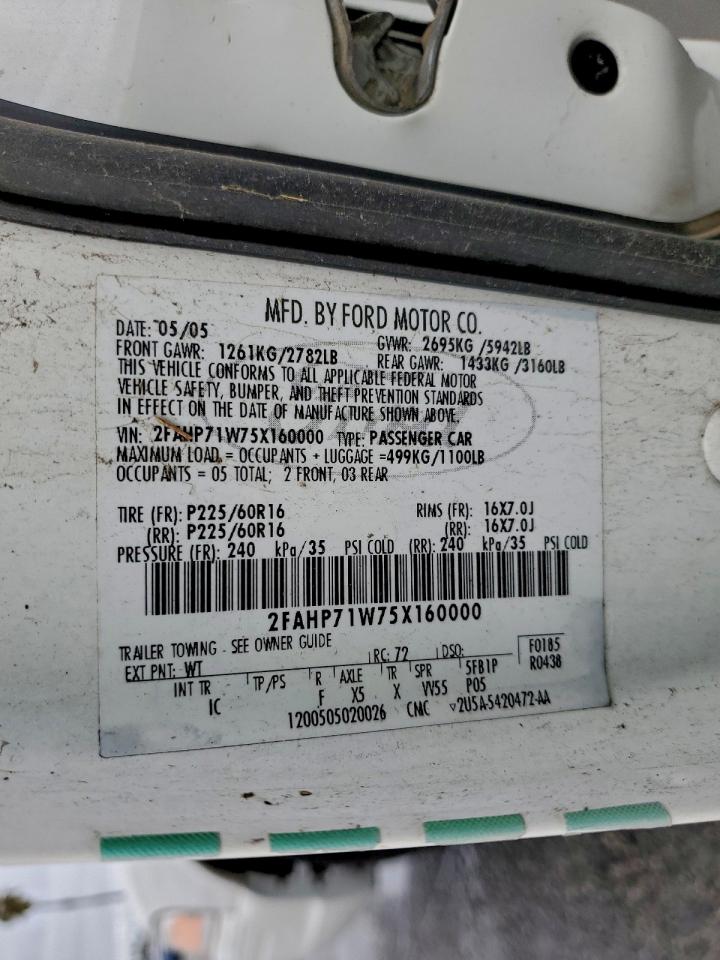 MFD. BY FORD MOTOR CO.
DATE: 05/05 GVWR: 2695KG /5942LB
FRONT GAWR: 1261KG/2782LB REAR GAWR: 1433KG /3160LB
THIS VEHICLE CONFORMS TO ALL APPLICABLE FEDERAL MOTOR
VEHICLE SAFETY, BUMPER, AND THEFT PREVENTION STANDARDS
IN EFFECT ON THE DATE OF MANUFACTURE SHOWN ABOVE.
VIN: 2FAHP71W75X160000 TYPE: PASSENGER CAR
MAXIMUM LOAD = OCCUPANTS + LUGGAGE =499KG/1100LB
OCCUPANTS = 05 TOTAL; 2 FRONT, 03 REAR
TIRE (FR): P225/60R16 RIMS (FR): 16X7.0J
(RR): P225/60R16 (RR): 16X7.0J
PRESSURE (FR): 240 kPa/35 PSI COLD (RR): 240 kPa/35 PSI COLD
2FAHP71W75X160000
TRAILER TOWING - SEE OWNER GUIDE F0185
EXT PNT: WT RC: 72 DSO: R0438
INT TR TP/PS R AXLE TR SPR 5FB1P
IC F X5 X VV55 P05
1200505020026 CMC ▽2U5A-5420472-AA